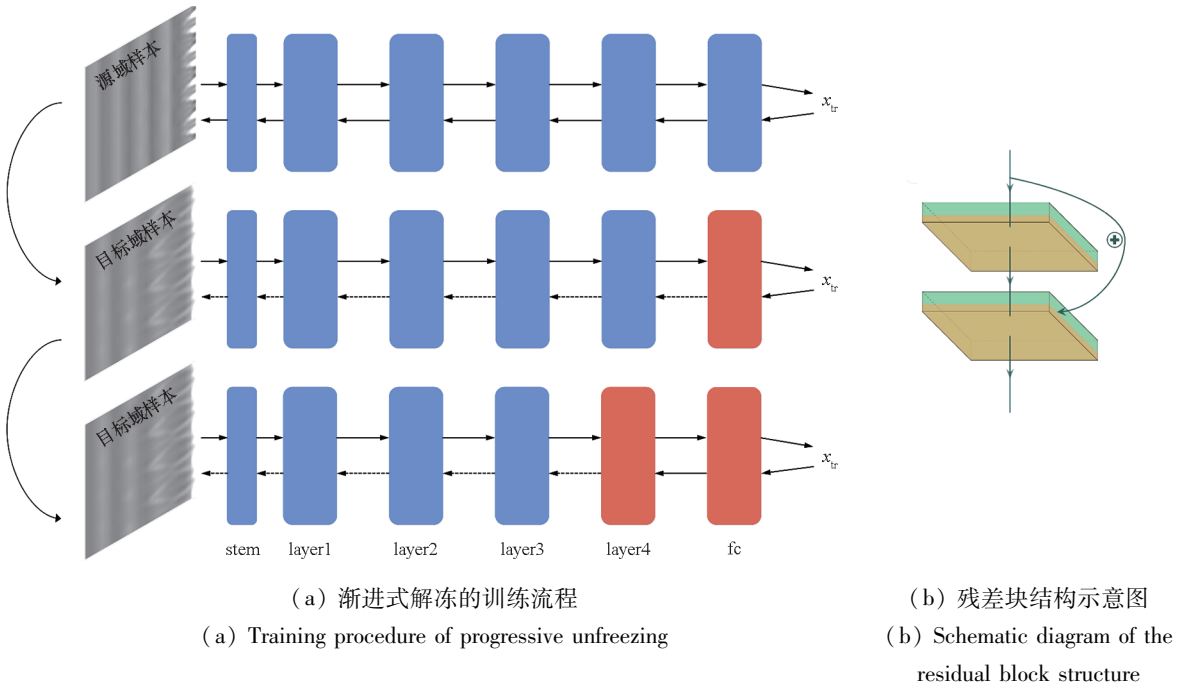 源域样本
x_tr
目标域样本
x_tr
目标域样本
x_tr
stem layer1 layer2 layer3 layer4 fc
（a）渐进式解冻的训练流程
（a）Training procedure of progressive unfreezing
（b）残差块结构示意图
（b）Schematic diagram of the
residual block structure